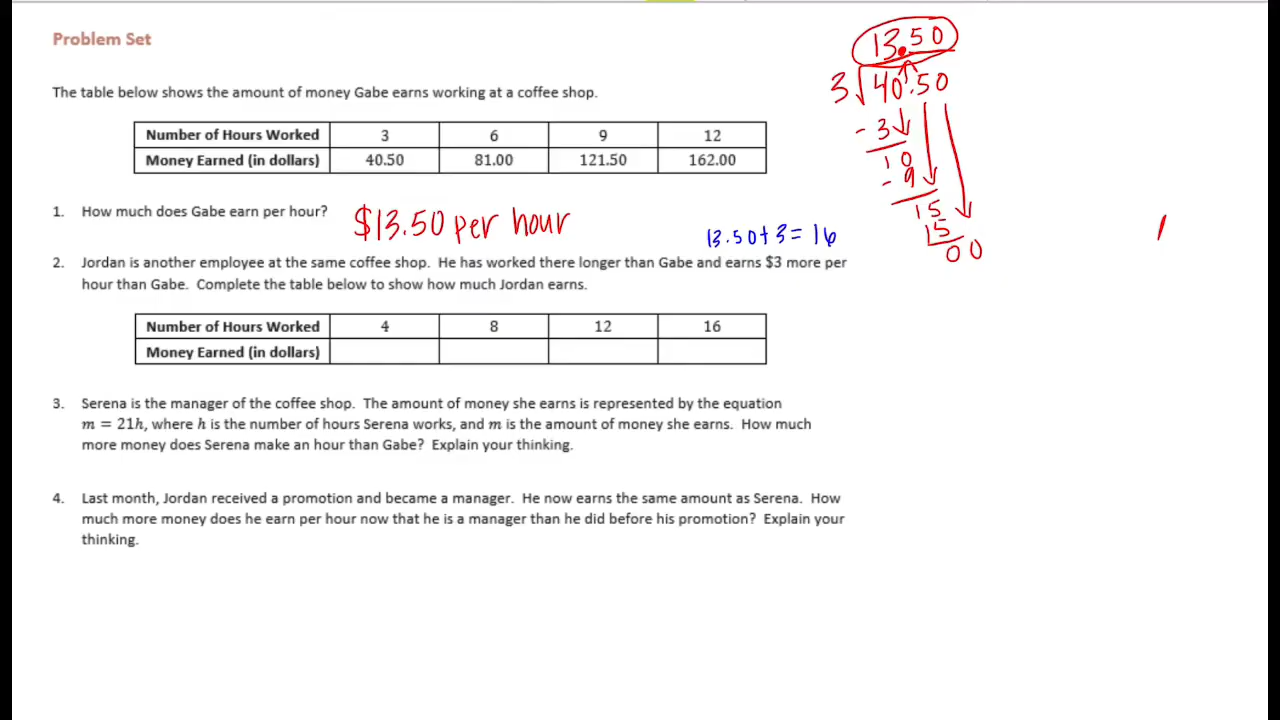 Problem Set
13.50
3 40.50
The table below shows the amount of money Gabe earns working at a coffee shop.
- 3
Number of Hours Worked 3 6 9 12
Money Earned (in dollars) 40.50 81.00 121.50 162.00
10
- 9
15
15
00
1. How much does Gabe earn per hour? $13.50 per hour
13.50+3=16
2. Jordan is another employee at the same coffee shop. He has worked there longer than Gabe and earns $3 more per
hour than Gabe. Complete the table below to show how much Jordan earns.
Number of Hours Worked 4 8 12 16
Money Earned (in dollars)
3. Serena is the manager of the coffee shop. The amount of money she earns is represented by the equation
m = 21h, where h is the number of hours Serena works, and m is the amount of money she earns. How much
more money does Serena make an hour than Gabe? Explain your thinking.
4. Last month, Jordan received a promotion and became a manager. He now earns the same amount as Serena. How
much more money does he earn per hour now that he is a manager than he did before his promotion? Explain your
thinking.